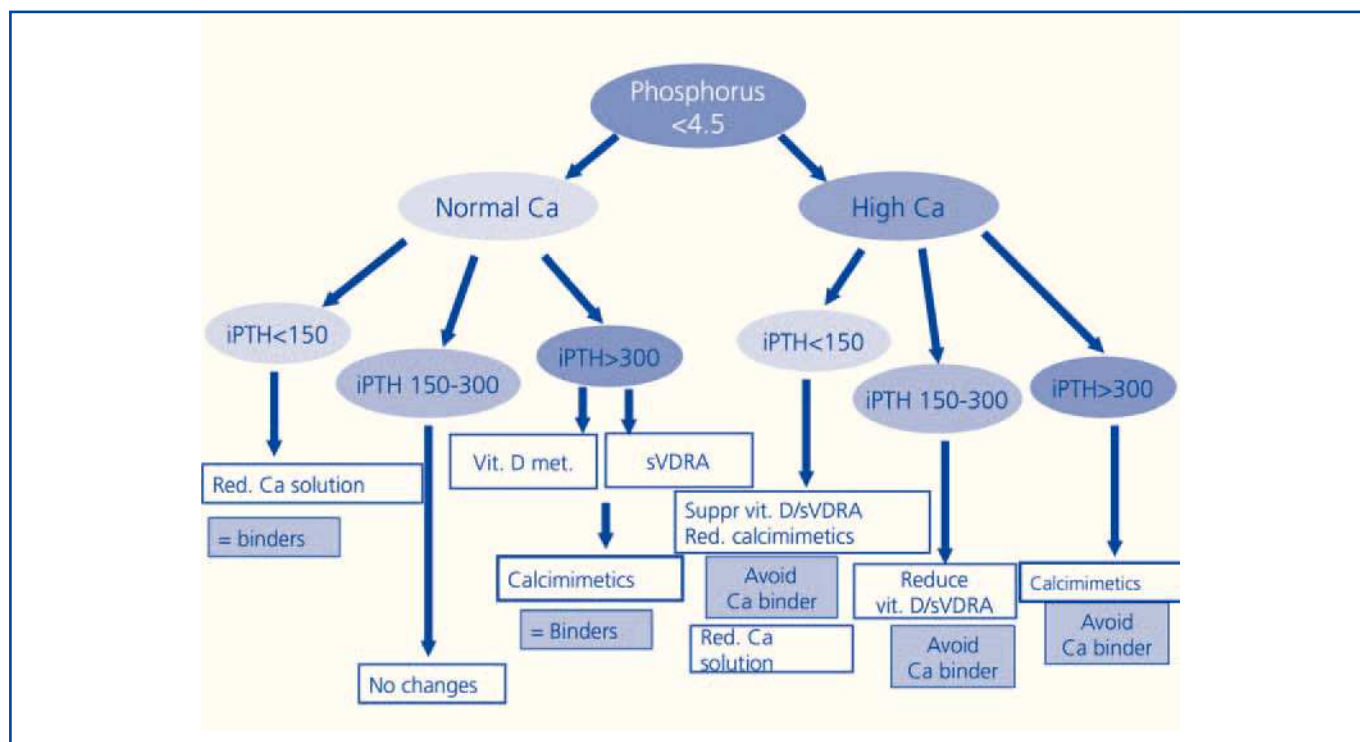 Phosphorus
<4.5
Normal Ca
High Ca
iPTH<150
iPTH 150-300
iPTH>300
iPTH<150
iPTH 150-300
iPTH>300
Red. Ca solution
= binders
No changes
Vit. D met.
sVDRA
Calcimimetics
= Binders
Suppr vit. D/sVDRA
Red. calcimimetics
Avoid
Ca binder
Red. Ca
solution
Reduce
vit. D/sVDRA
Avoid
Ca binder
Calcimimetics
Avoid
Ca binder